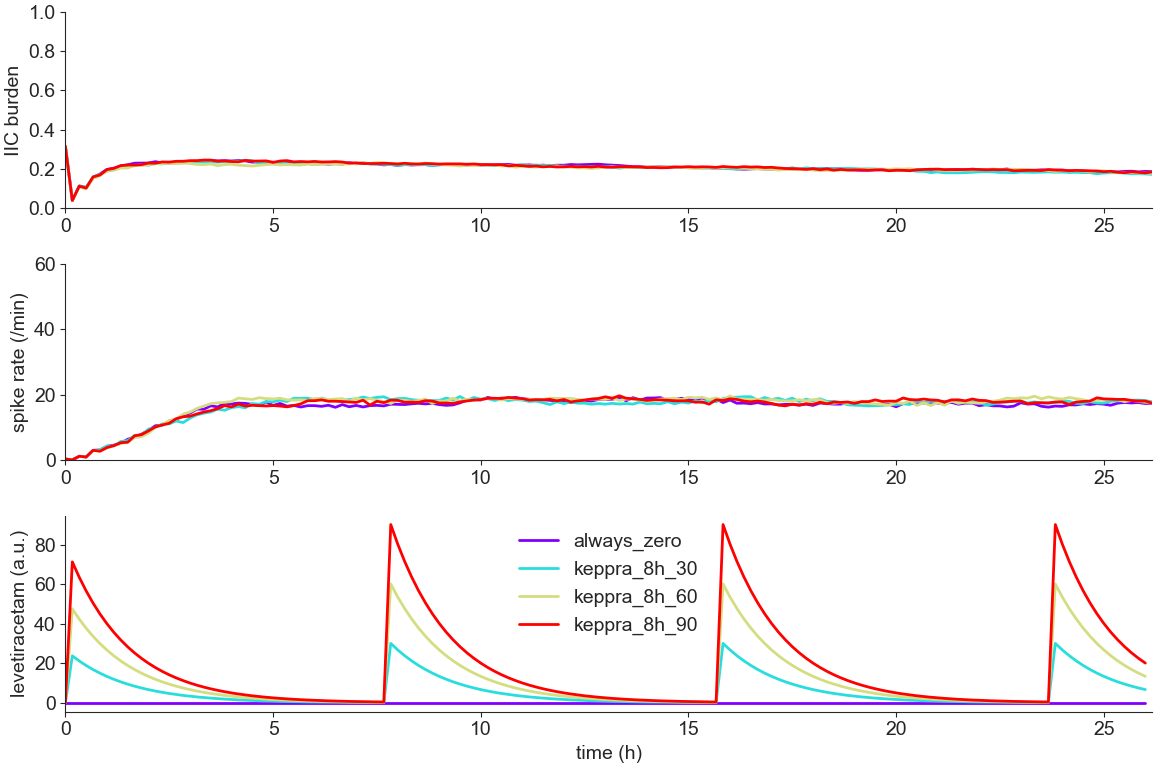 1.0
0.8
0.6
0.4
0.2
0.0
IIC burden
0 5 10 15 20 25
60
40
20
0
spike rate (/min)
0 5 10 15 20 25
80
60
40
20
0
levetiracetam (a.u.)
always_zero
keppra_8h_30
keppra_8h_60
keppra_8h_90
0 5 10 15 20 25
time (h)